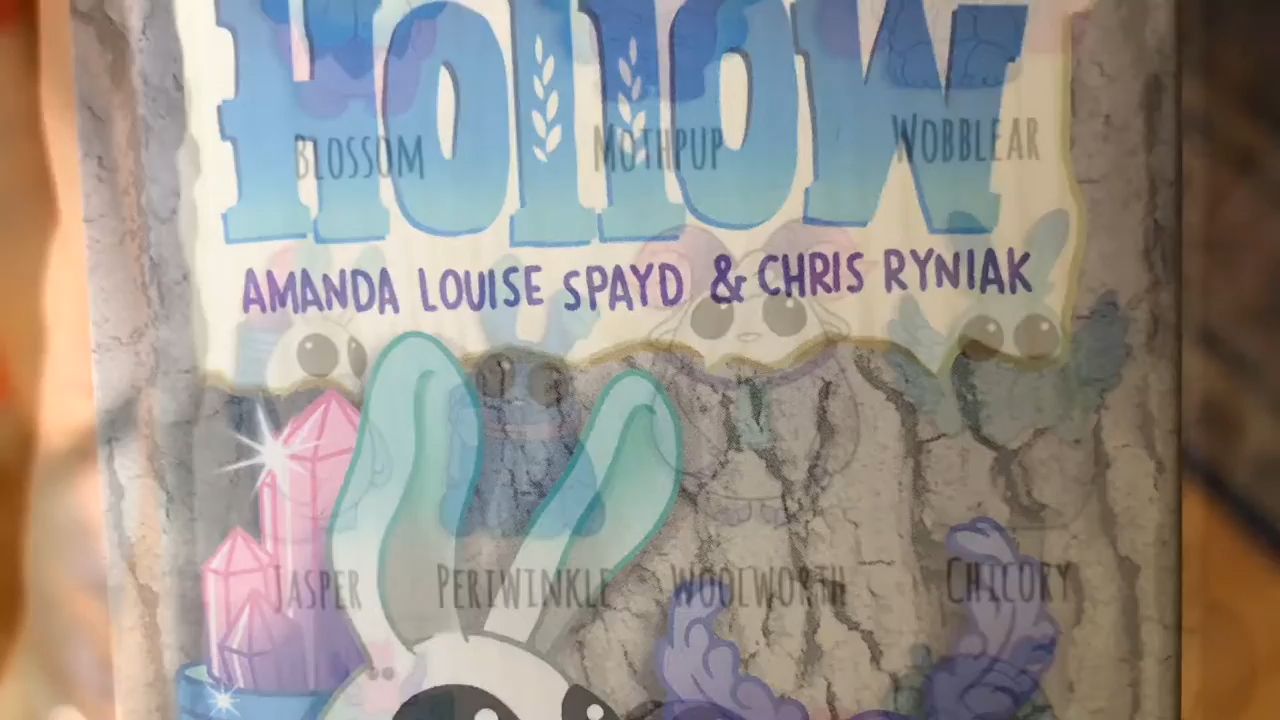 HOLLOW
BLOSSOM MOTHPUP WOBBLEAR
AMANDA LOUISE SPAYD & CHRIS RYNIAK
JASPER PERIWINKLE WOOLWORTH CHICORY